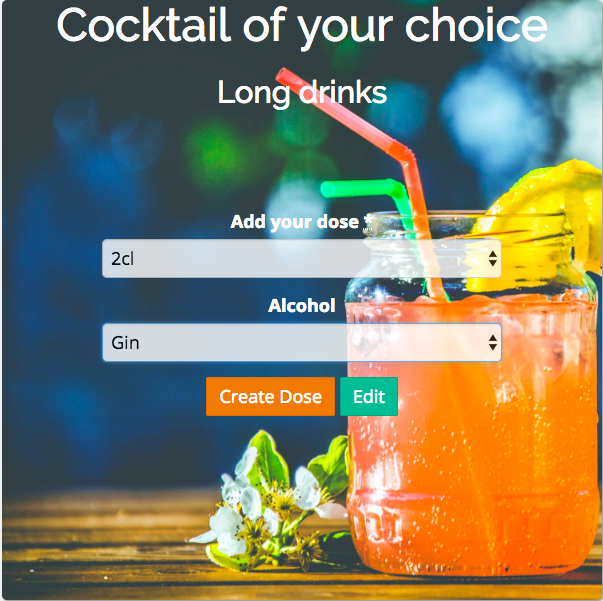 Cocktail of your choice
Long drinks
Add your dose *
2cl
Alcohol
Gin
Create Dose Edit